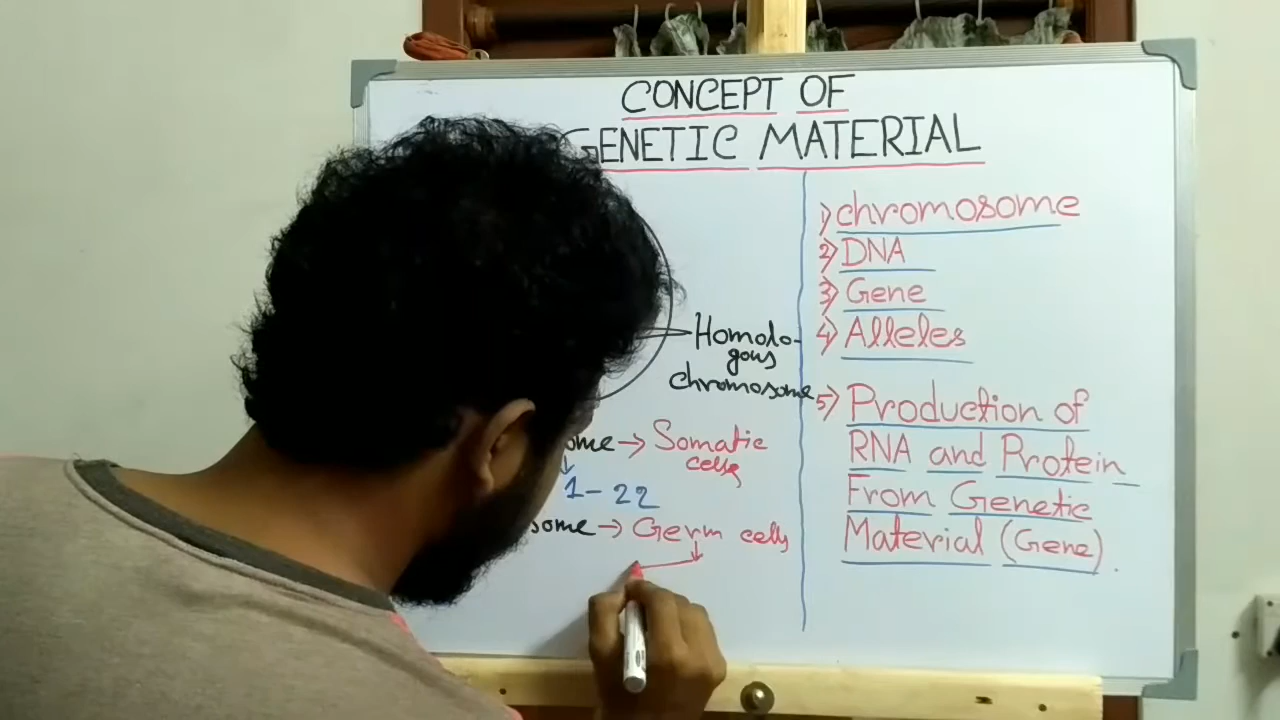 CONCEPT OF
GENETIC MATERIAL
Homolo-
gous
chromosome
→ Somatic
cells
1 - 22
→ Germ cells
1) chromosome
2) DNA
3) Gene
4) Alleles
5) Production of
RNA and Protein
From Genetic
Material (Gene).